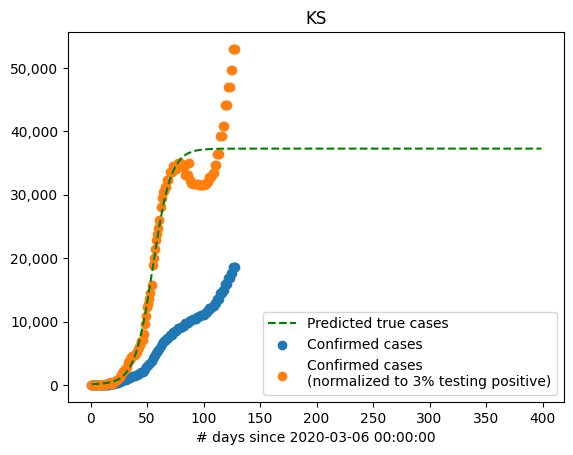 KS
50,000
40,000
30,000
20,000
10,000
0
Predicted true cases
Confirmed cases
Confirmed cases
(normalized to 3% testing positive)
0 50 100 150 200 250 300 350 400
# days since 2020-03-06 00:00:00